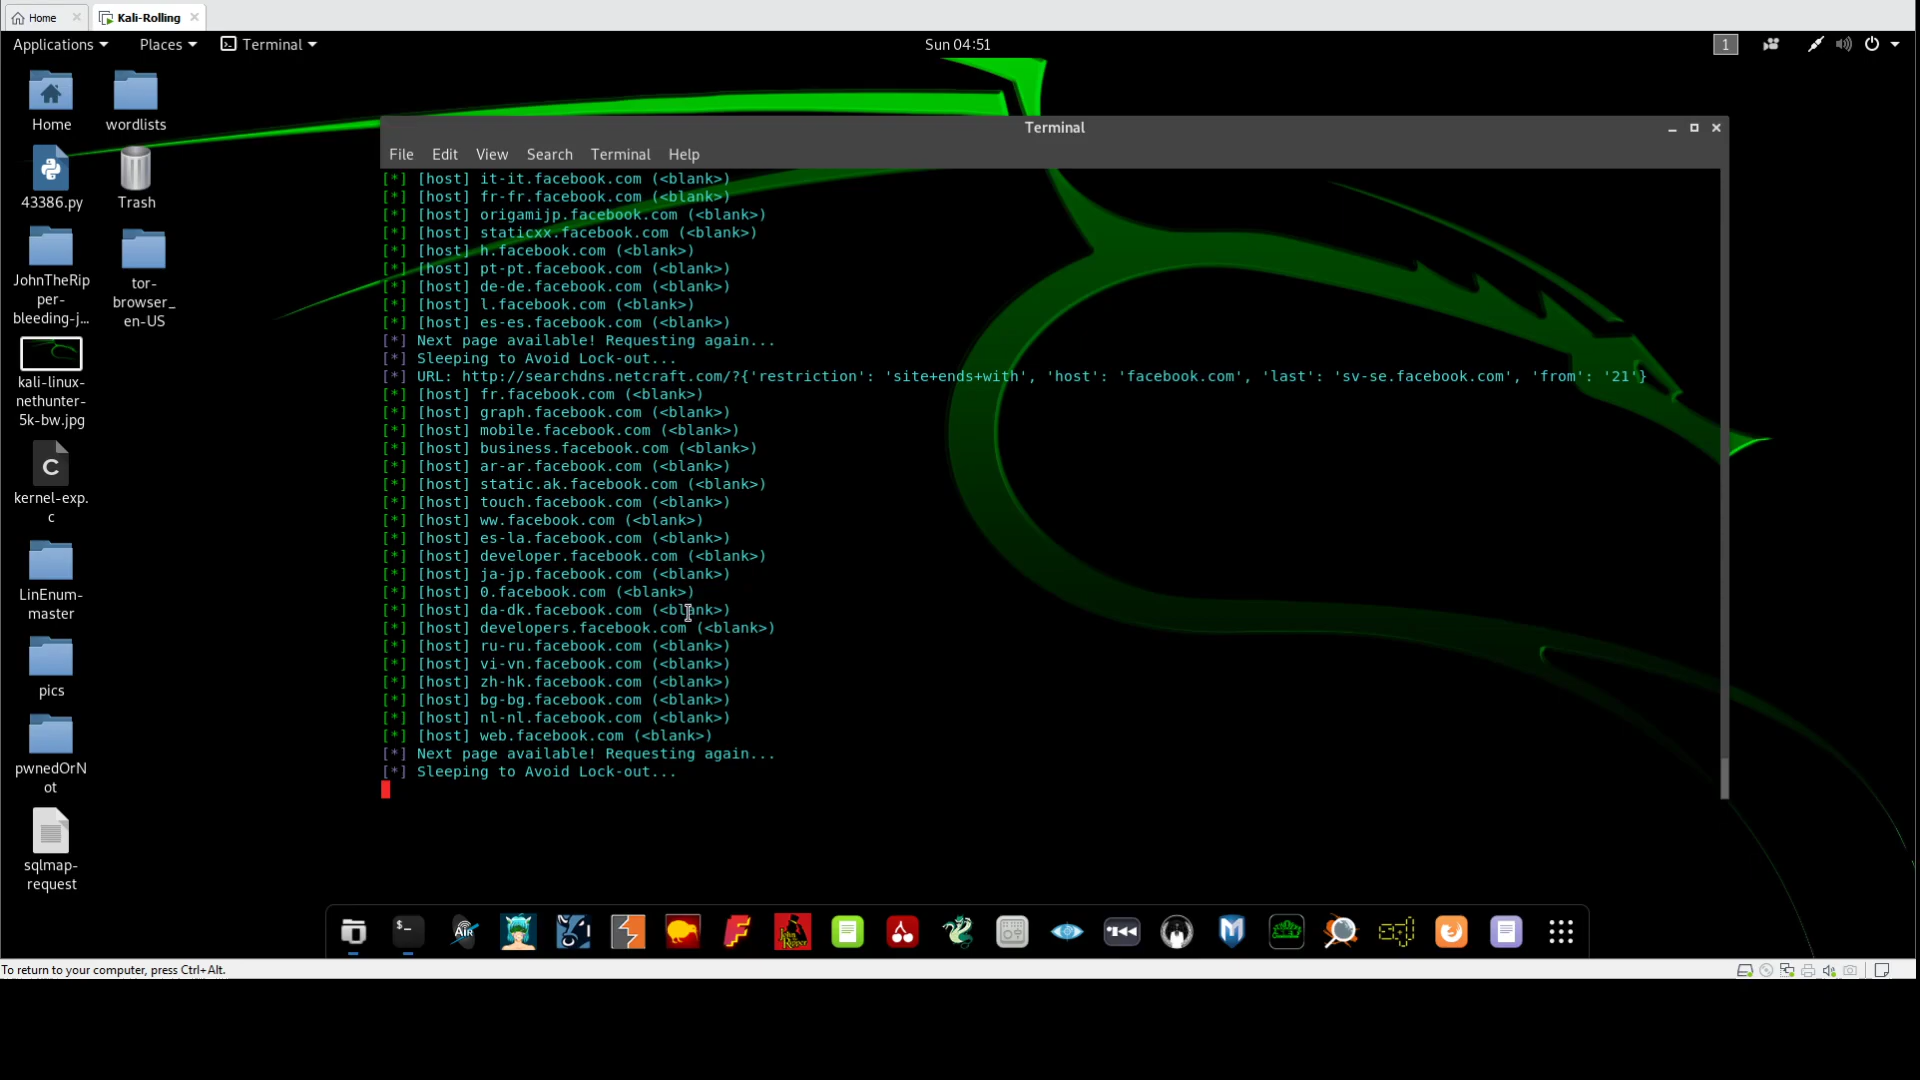 Home
Kali-Rolling
Applications
Places
Terminal
Sun 04:51
1
Home
wordlists
43386.py
Trash
JohnTheRip
per-
bleeding-j...
tor-
browser_
en-US
kali-linux-
nethunter-
5k-bw.jpg
C
kernel-exp.
c
LinEnum-
master
pics
pwnedOrN
ot
sqlmap-
request
Terminal
File Edit View Search Terminal Help
[*] [host] it-it.facebook.com (<blank>)
[*] [host] fr-fr.facebook.com (<blank>)
[*] [host] origamijp.facebook.com (<blank>)
[*] [host] staticxx.facebook.com (<blank>)
[*] [host] h.facebook.com (<blank>)
[*] [host] pt-pt.facebook.com (<blank>)
[*] [host] de-de.facebook.com (<blank>)
[*] [host] l.facebook.com (<blank>)
[*] [host] es-es.facebook.com (<blank>)
[*] Next page available! Requesting again...
[*] Sleeping to Avoid Lock-out...
[*] URL: http://searchdns.netcraft.com/?{'restriction': 'site+ends+with', 'host': 'facebook.com', 'last': 'sv-se.facebook.com', 'from': '21'}
[*] [host] fr.facebook.com (<blank>)
[*] [host] graph.facebook.com (<blank>)
[*] [host] mobile.facebook.com (<blank>)
[*] [host] business.facebook.com (<blank>)
[*] [host] ar-ar.facebook.com (<blank>)
[*] [host] static.ak.facebook.com (<blank>)
[*] [host] touch.facebook.com (<blank>)
[*] [host] ww.facebook.com (<blank>)
[*] [host] es-la.facebook.com (<blank>)
[*] [host] developer.facebook.com (<blank>)
[*] [host] ja-jp.facebook.com (<blank>)
[*] [host] 0.facebook.com (<blank>)
[*] [host] da-dk.facebook.com (<blank>)
[*] [host] developers.facebook.com (<blank>)
[*] [host] ru-ru.facebook.com (<blank>)
[*] [host] vi-vn.facebook.com (<blank>)
[*] [host] zh-hk.facebook.com (<blank>)
[*] [host] bg-bg.facebook.com (<blank>)
[*] [host] nl-nl.facebook.com (<blank>)
[*] [host] web.facebook.com (<blank>)
[*] Next page available! Requesting again...
[*] Sleeping to Avoid Lock-out...
$_
AIR
To return to your computer, press Ctrl+Alt.